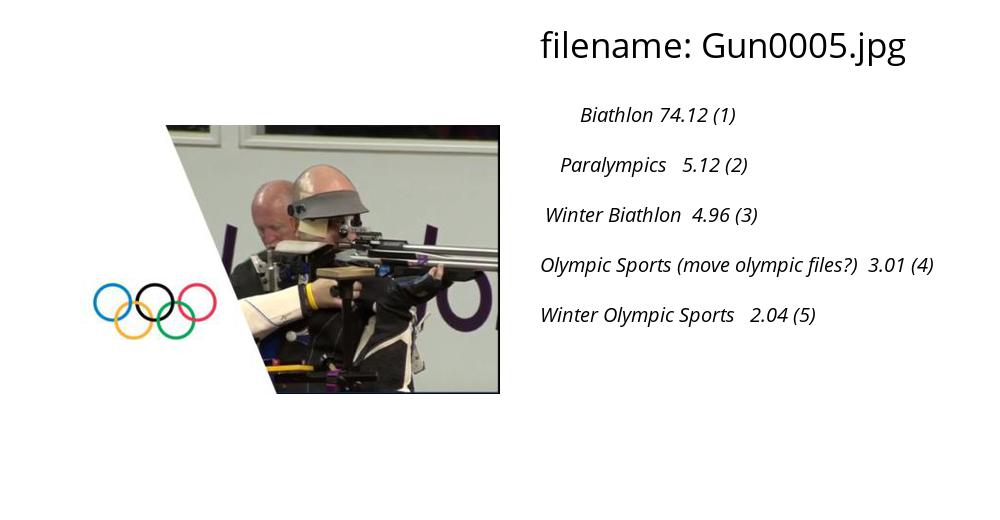 filename: Gun0005.jpg
Biathlon 74.12 (1)
Paralympics 5.12 (2)
Winter Biathlon 4.96 (3)
Olympic Sports (move olympic files?) 3.01 (4)
Winter Olympic Sports 2.04 (5)